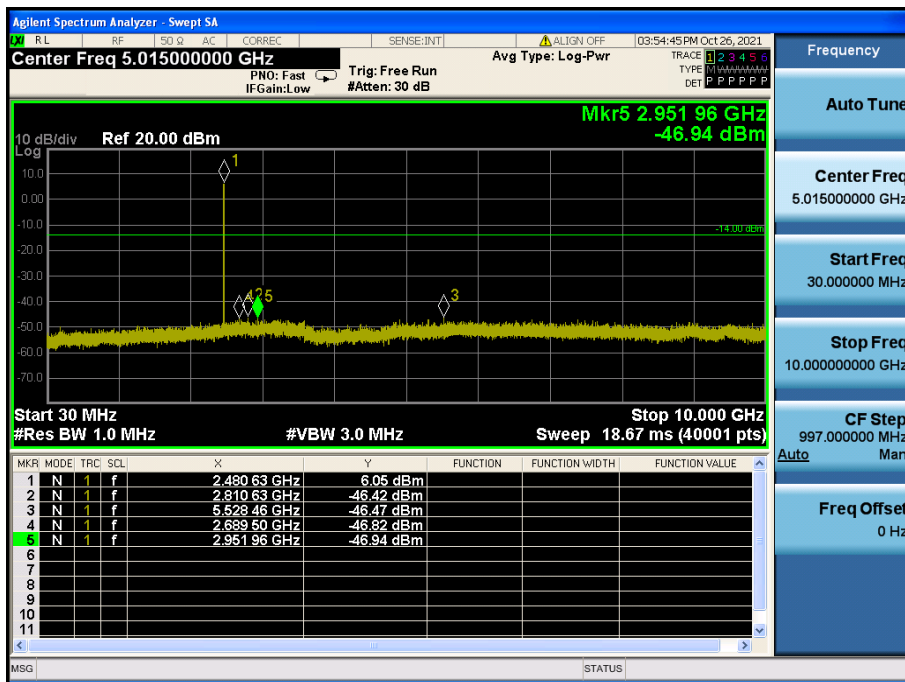 Agilent Spectrum Analyzer - Swept SA
LXI RL RF 50 Ω AC CORREC SENSE:INT ALIGN OFF 03:54:45 PM Oct 26, 2021
Center Freq 5.015000000 GHz
PNO: Fast
IFGain:Low
Trig: Free Run
#Atten: 30 dB
Avg Type: Log-Pwr
TRACE 1 2 3 4 5 6
TYPE M
DET P P P P P P
Mkr5 2.951 96 GHz
-46.94 dBm
10 dB/div
Log
Ref 20.00 dBm
10.0
0.00
-10.0
-20.0
-30.0
-40.0
-50.0
-60.0
-70.0
-14.00 dBm
1
4 2 5
3
Start 30 MHz
Stop 10.000 GHz
#Res BW 1.0 MHz
#VBW 3.0 MHz
Sweep 18.67 ms (40001 pts)
MKR MODE TRC SCL X Y FUNCTION FUNCTION WIDTH FUNCTION VALUE
1 N 1 f 2.480 63 GHz 6.05 dBm
2 N 1 f 2.810 63 GHz -46.42 dBm
3 N 1 f 5.528 46 GHz -46.47 dBm
4 N 1 f 2.689 50 GHz -46.82 dBm
5 N 1 f 2.951 96 GHz -46.94 dBm
6
7
8
9
10
11
MSG
STATUS
Frequency
Auto Tune
Center Freq
5.015000000 GHz
Start Freq
30.000000 MHz
Stop Freq
10.000000000 GHz
CF Step
997.000000 MHz
Auto Man
Freq Offset
0 Hz